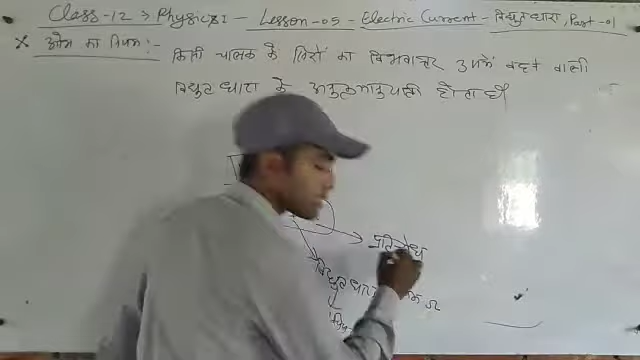 Class-12 > Physics I - Lesson-05 - Electric Current - विद्युत धारा, Part-01
* ओम का नियम :- किसी चालक के सिरों का विभवान्तर उसमें बहने वाली
विद्युत धारा के अनुक्रमानुपाती होता है
प्रतिरोध
विद्युत धारा